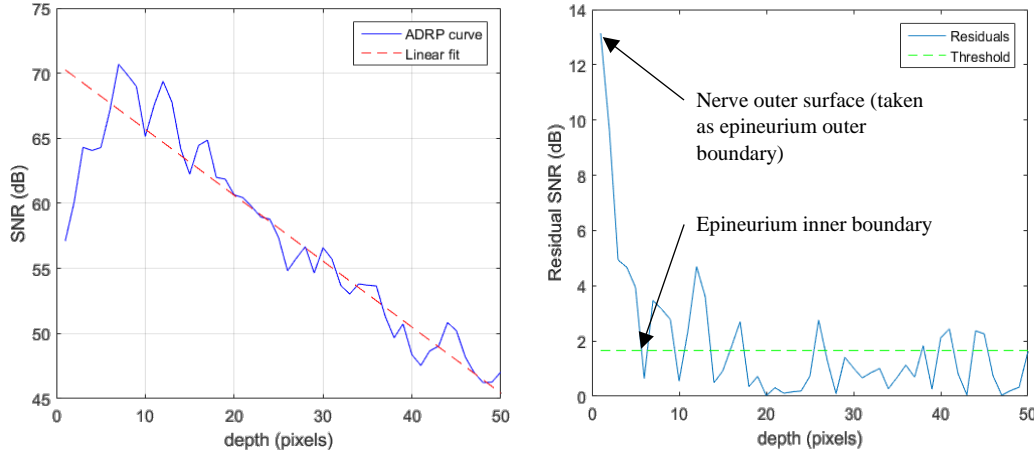 75
70
65
60
55
50
45
SNR (dB)
0
10
20
30
40
50
depth (pixels)
ADRP curve
Linear fit
14
12
10
8
6
4
2
0
Residual SNR (dB)
0
10
20
30
40
50
depth (pixels)
Residuals
Threshold
Nerve outer surface (taken
as epineurium outer
boundary)
Epineurium inner boundary